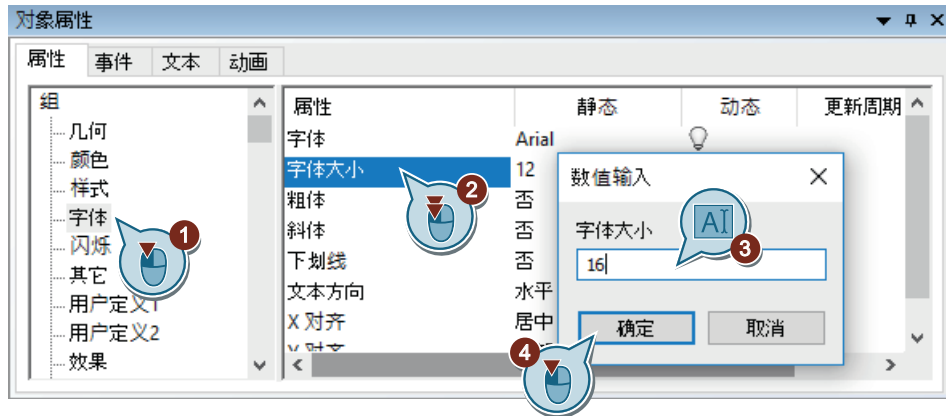 对象属性
属性 事件 文本 动画
组
几何
颜色
样式
字体
闪烁
其它
用户定义1
用户定义2
效果
属性 静态 动态 更新周期
字体 Arial
字体大小 12
粗体 否
斜体 否
下划线 否
文本方向 水平
X 对齐 居中
Y 对齐
数值输入
字体大小
16
确定 取消
1
2
AI
3
4